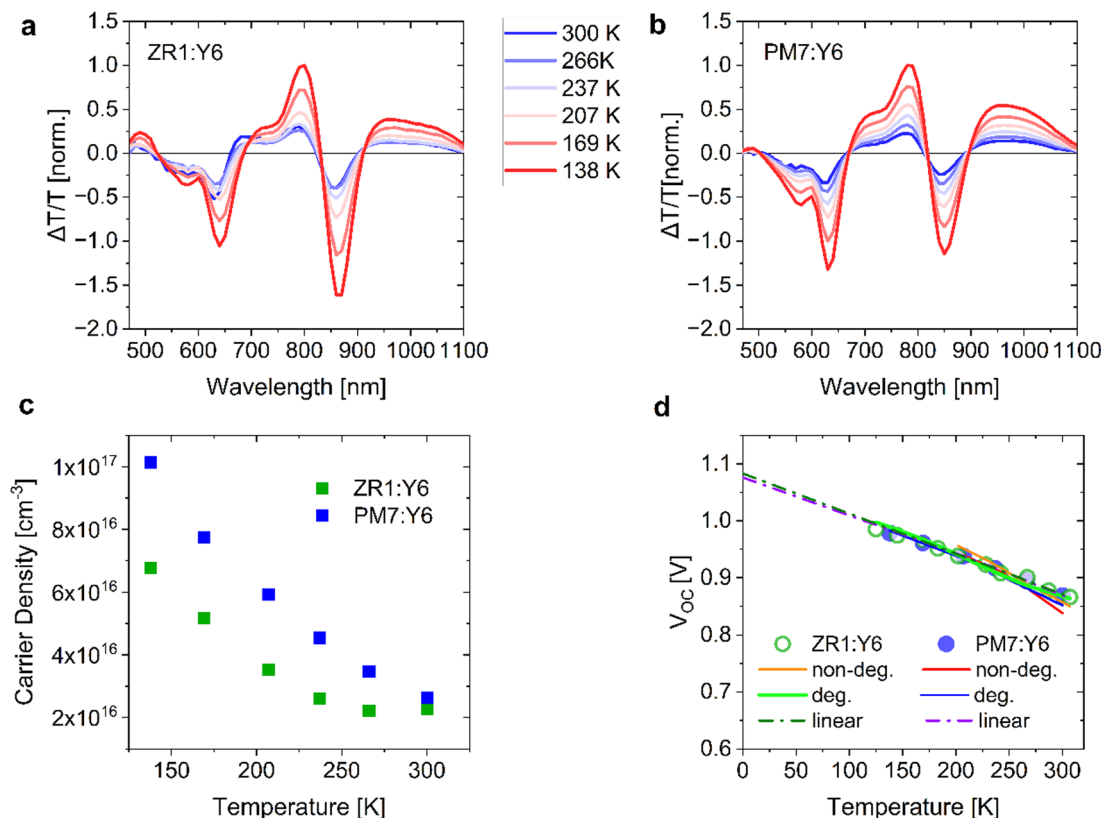 a
ZR1:Y6
ΔT/T [norm.]
1.5
1.0
0.5
0.0
−0.5
−1.0
−1.5
−2.0
500 600 700 800 900 1000 1100
Wavelength [nm]
300 K
266K
237 K
207 K
169 K
138 K
b
PM7:Y6
ΔT/T[norm.]
1.5
1.0
0.5
0.0
−0.5
−1.0
−1.5
−2.0
500 600 700 800 900 1000 1100
Wavelength [nm]
c
ZR1:Y6
PM7:Y6
Carrier Density [cm⁻³]
1x10¹⁷
8x10¹⁶
6x10¹⁶
4x10¹⁶
2x10¹⁶
150 200 250 300
Temperature [K]
d
V_OC [V]
1.1
1.0
0.9
0.8
0.7
0.6
ZR1:Y6 PM7:Y6
non-deg. non-deg.
deg. deg.
linear linear
0 50 100 150 200 250 300
Temperature [K]